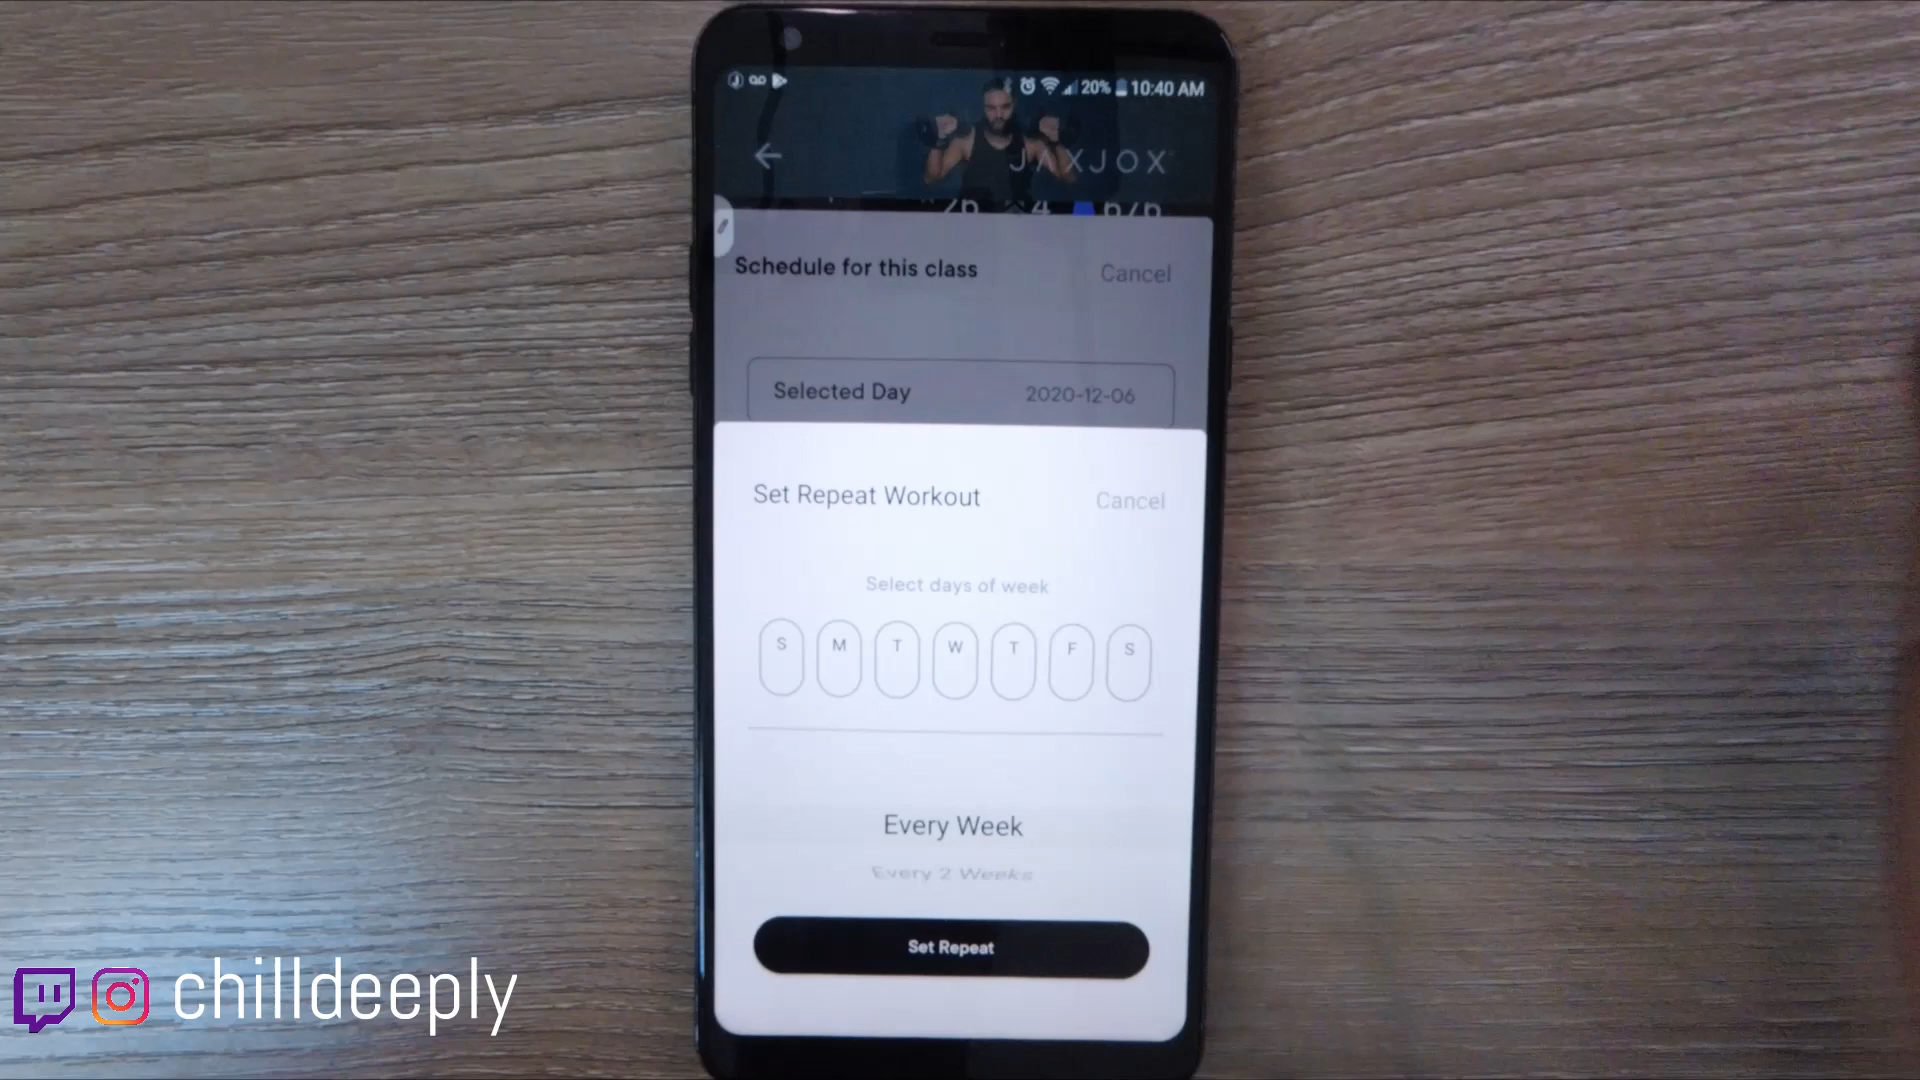 20% 10:40 AM
JAXJOX
Schedule for this class Cancel
Selected Day 2020-12-06
Set Repeat Workout Cancel
Select days of week
S M T W T F S
Every Week
Every 2 Weeks
Set Repeat
chilldeeply